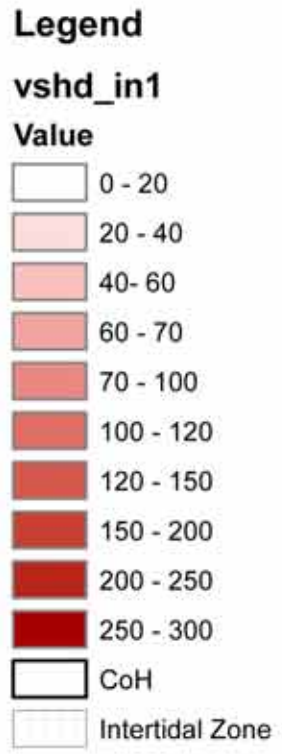 Legend
vshd_in1
Value
0 - 20
20 - 40
40- 60
60 - 70
70 - 100
100 - 120
120 - 150
150 - 200
200 - 250
250 - 300
CoH
Intertidal Zone